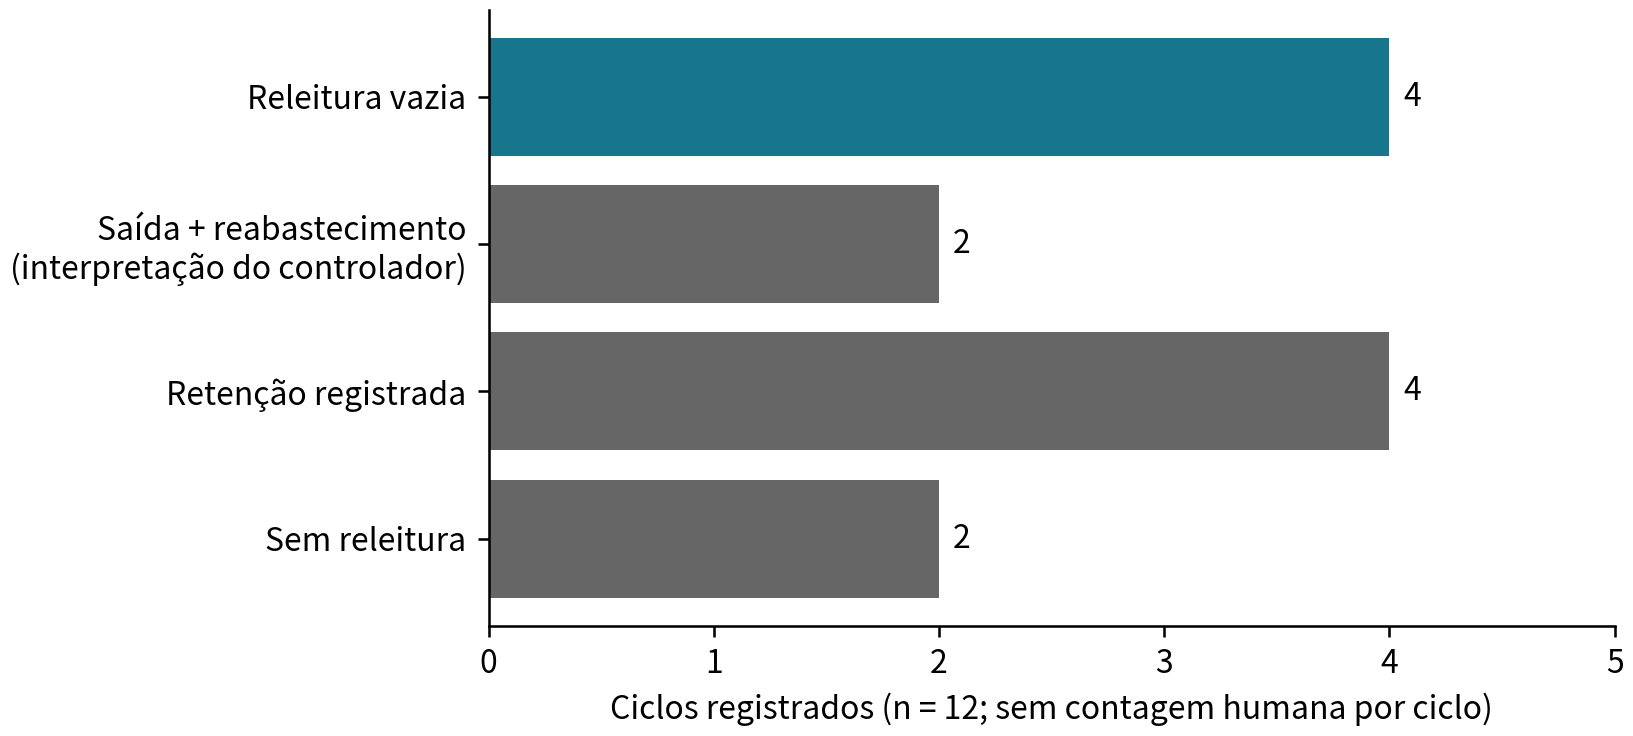 Releitura vazia
4
Saída + reabastecimento
(interpretação do controlador)
2
Retenção registrada
4
Sem releitura
2
0 1 2 3 4 5
Ciclos registrados (n = 12; sem contagem humana por ciclo)